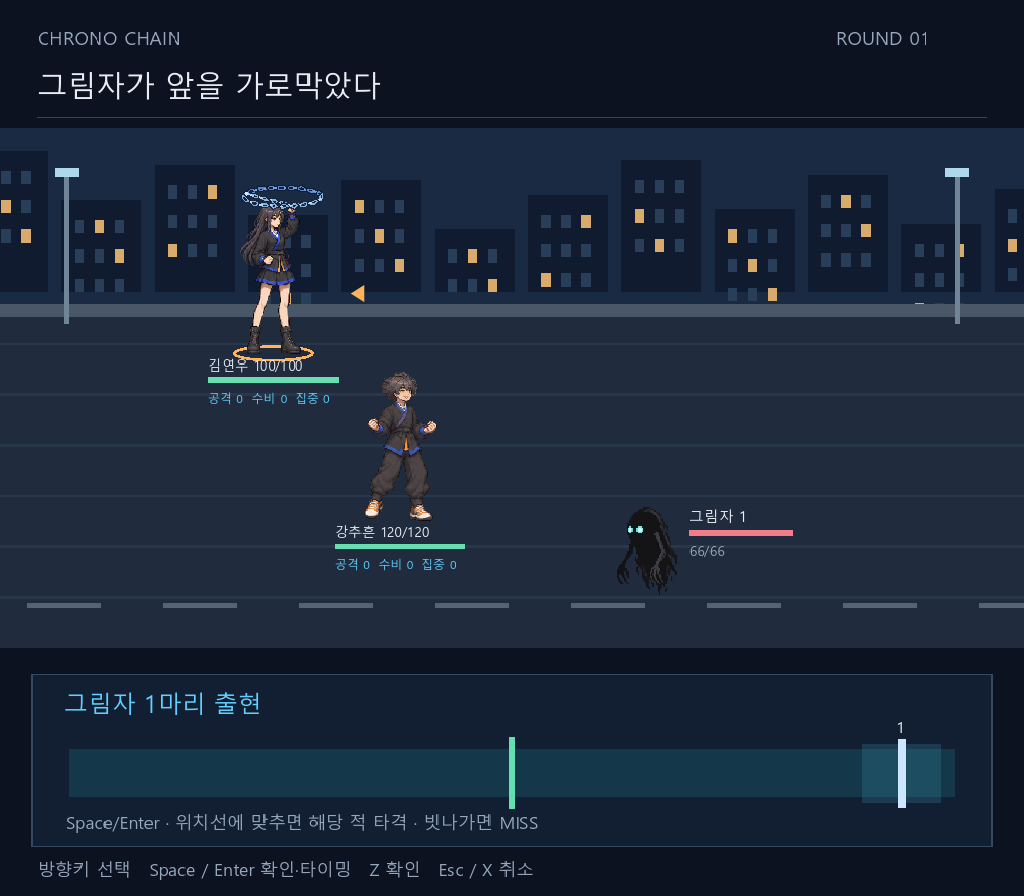 CHRONO CHAIN
ROUND 01
그림자가 앞을 가로막았다
김연우 100/100
공격 0 수비 0 집중 0
강추흔 120/120
공격 0 수비 0 집중 0
그림자 1
66/66
그림자 1마리 출현
1
Space/Enter · 위치선에 맞추면 해당 적 타격 · 빗나가면 MISS
방향키 선택 Space / Enter 확인·타이밍 Z 확인 Esc / X 취소